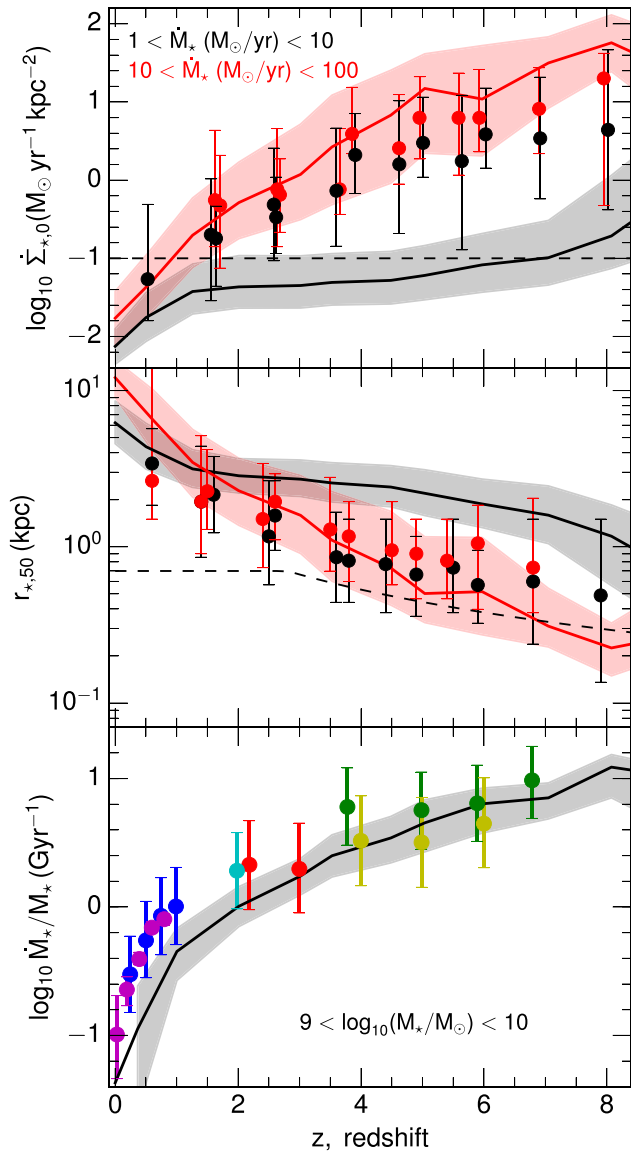 2
1 < Ṁ⋆ (M⊙/yr) < 10
10 < Ṁ⋆ (M⊙/yr) < 100
1
0
−1
−2
log₁₀ Σ̇⋆,₀(M⊙ yr⁻¹ kpc⁻²)
10¹
10⁰
10⁻¹
r⋆,₅₀ (kpc)
1
0
−1
log₁₀ Ṁ⋆/M⋆ (Gyr⁻¹)
9 < log₁₀(M⋆/M⊙) < 10
0 2 4 6 8
z, redshift